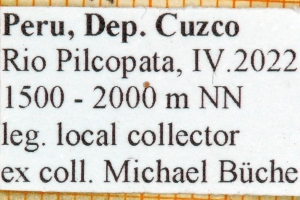 Peru, Dep. Cuzco
Rio Pilcopata, IV.2022
1500 - 2000 m NN
leg. local collector
ex coll. Michael Büche